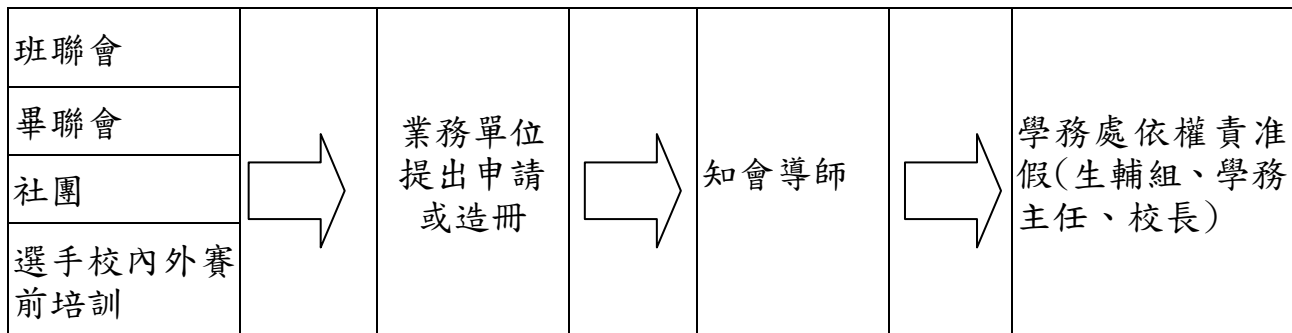 班聯會
畢聯會
社團
選手校內外賽
前培訓
業務單位
提出申請
或造冊
知會導師
學務處依權責准
假(生輔組、學務
主任、校長)